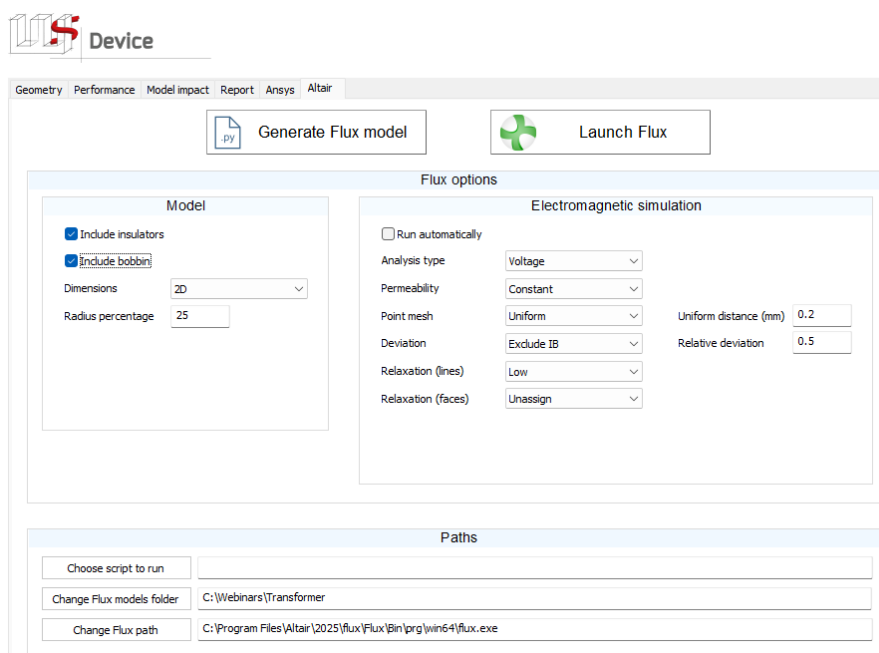 Device
Geometry Performance Model impact Report Ansys Altair
.py Generate Flux model Launch Flux
Flux options
Model Electromagnetic simulation
Include insulators Run automatically
Include bobbin Analysis type Voltage
Dimensions 2D Permeability Constant
Radius percentage 25 Point mesh Uniform Uniform distance (mm) 0.2
Deviation Exclude IB Relative deviation 0.5
Relaxation (lines) Low
Relaxation (faces) Unassign
Paths
Choose script to run
Change Flux models folder C:\Webinars\Transformer
Change Flux path C:\Program Files\Altair\2025\flux\Flux\Bin\prg\win64\flux.exe